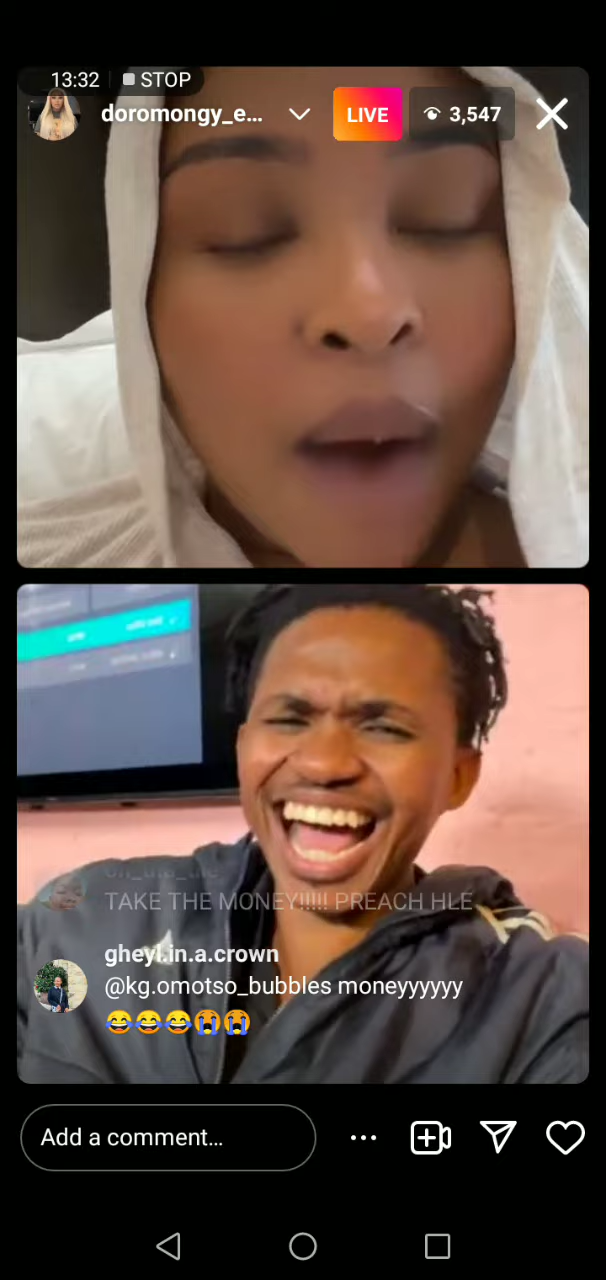 13:32 STOP
doromongy_e... LIVE 3,547
TAKE THE MONEY!!!!! PREACH HLE
gheyl.in.a.crown
@kg.omotso_bubbles moneyyyyyy
😂😂😂😭😭
Add a comment...